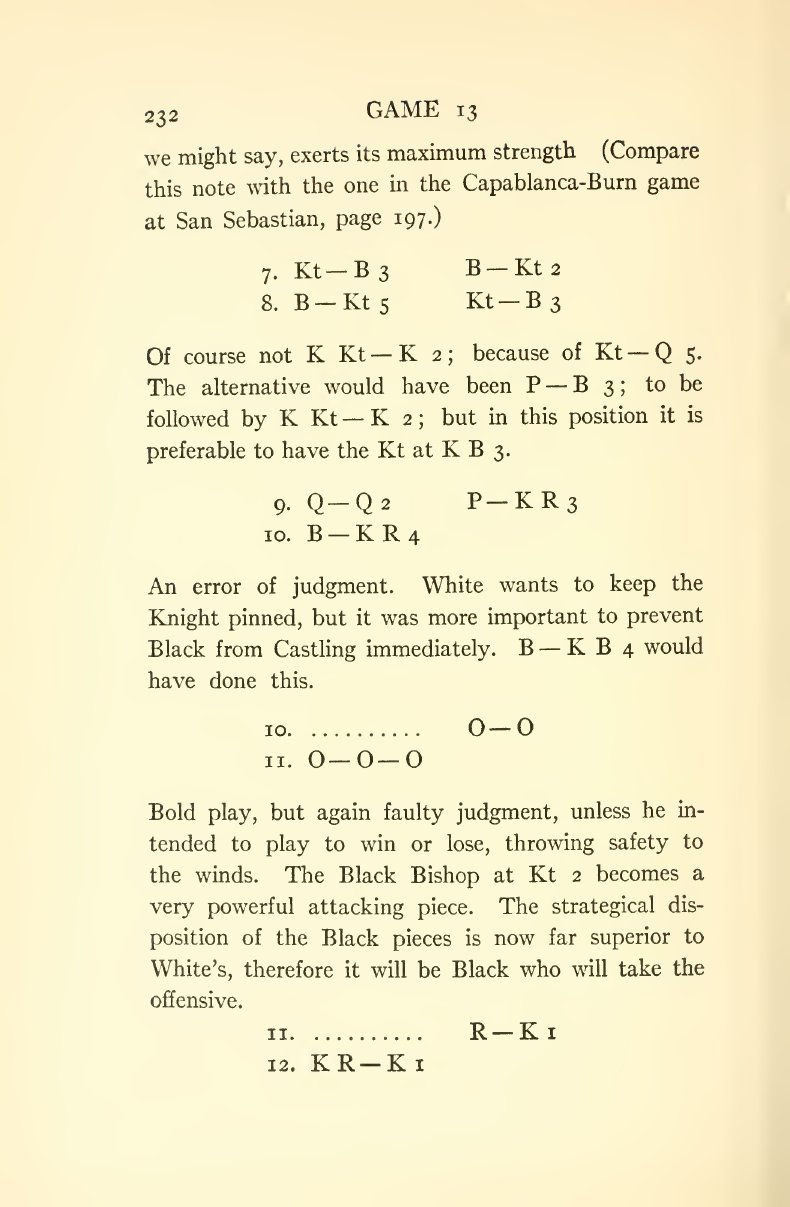 232 GAME 13
we might say, exerts its maximum strength (Compare
this note with the one in the Capablanca-Burn game
at San Sebastian, page 197.)
7. Kt—B 3 B—Kt 2
8. B—Kt 5 Kt—B 3
Of course not K Kt—K 2; because of Kt—Q 5.
The alternative would have been P—B 3; to be
followed by K Kt—K 2; but in this position it is
preferable to have the Kt at K B 3.
9. Q—Q 2 P—K R 3
10. B—K R 4
An error of judgment. White wants to keep the
Knight pinned, but it was more important to prevent
Black from Castling immediately. B—K B 4 would
have done this.
10. .......... O—O
11. O—O—O
Bold play, but again faulty judgment, unless he in-
tended to play to win or lose, throwing safety to
the winds. The Black Bishop at Kt 2 becomes a
very powerful attacking piece. The strategical dis-
position of the Black pieces is now far superior to
White's, therefore it will be Black who will take the
offensive.
11. .......... R—K 1
12. K R—K 1